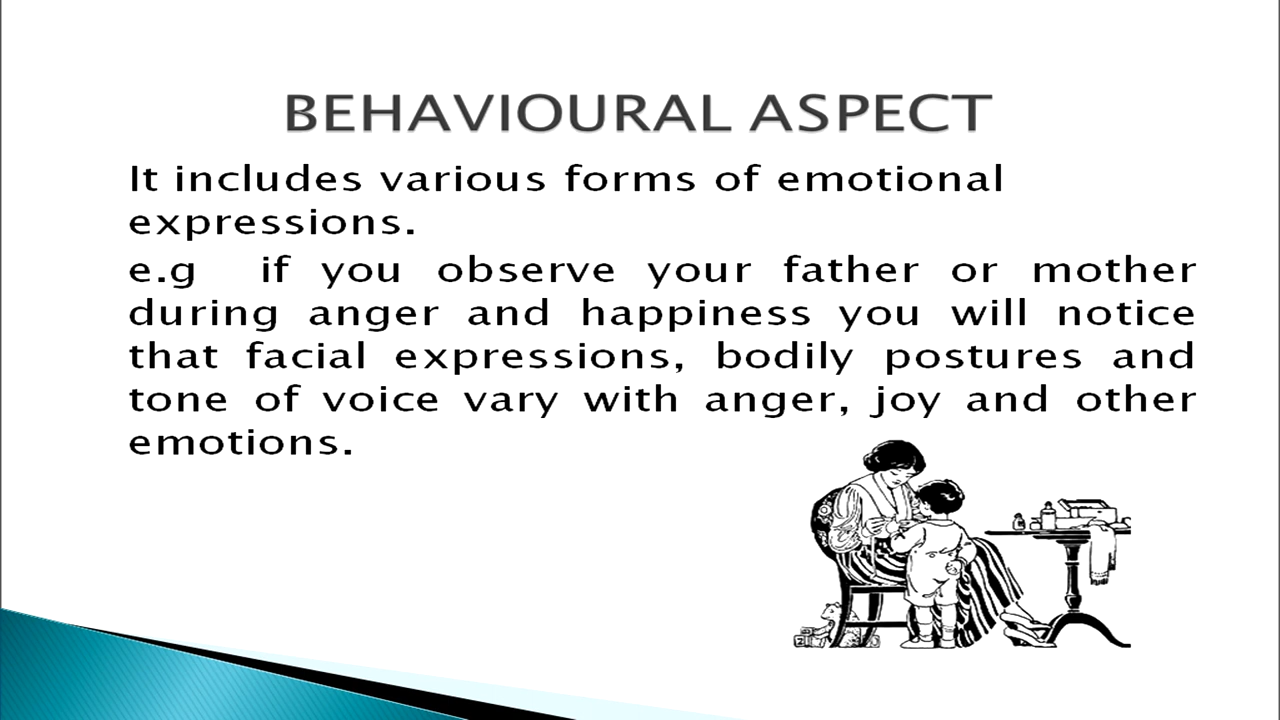 BEHAVIOURAL ASPECT
It includes various forms of emotional
expressions.
e.g if you observe your father or mother
during anger and happiness you will notice
that facial expressions, bodily postures and
tone of voice vary with anger, joy and other
emotions.